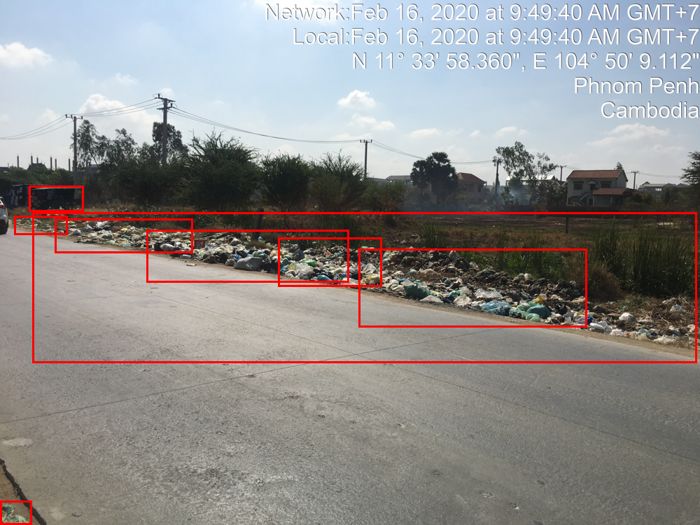 Network:Feb 16, 2020 at 9:49:40 AM GMT+7
Local:Feb 16, 2020 at 9:49:40 AM GMT+7
N 11° 33' 58.360", E 104° 50' 9.112"
Phnom Penh
Cambodia